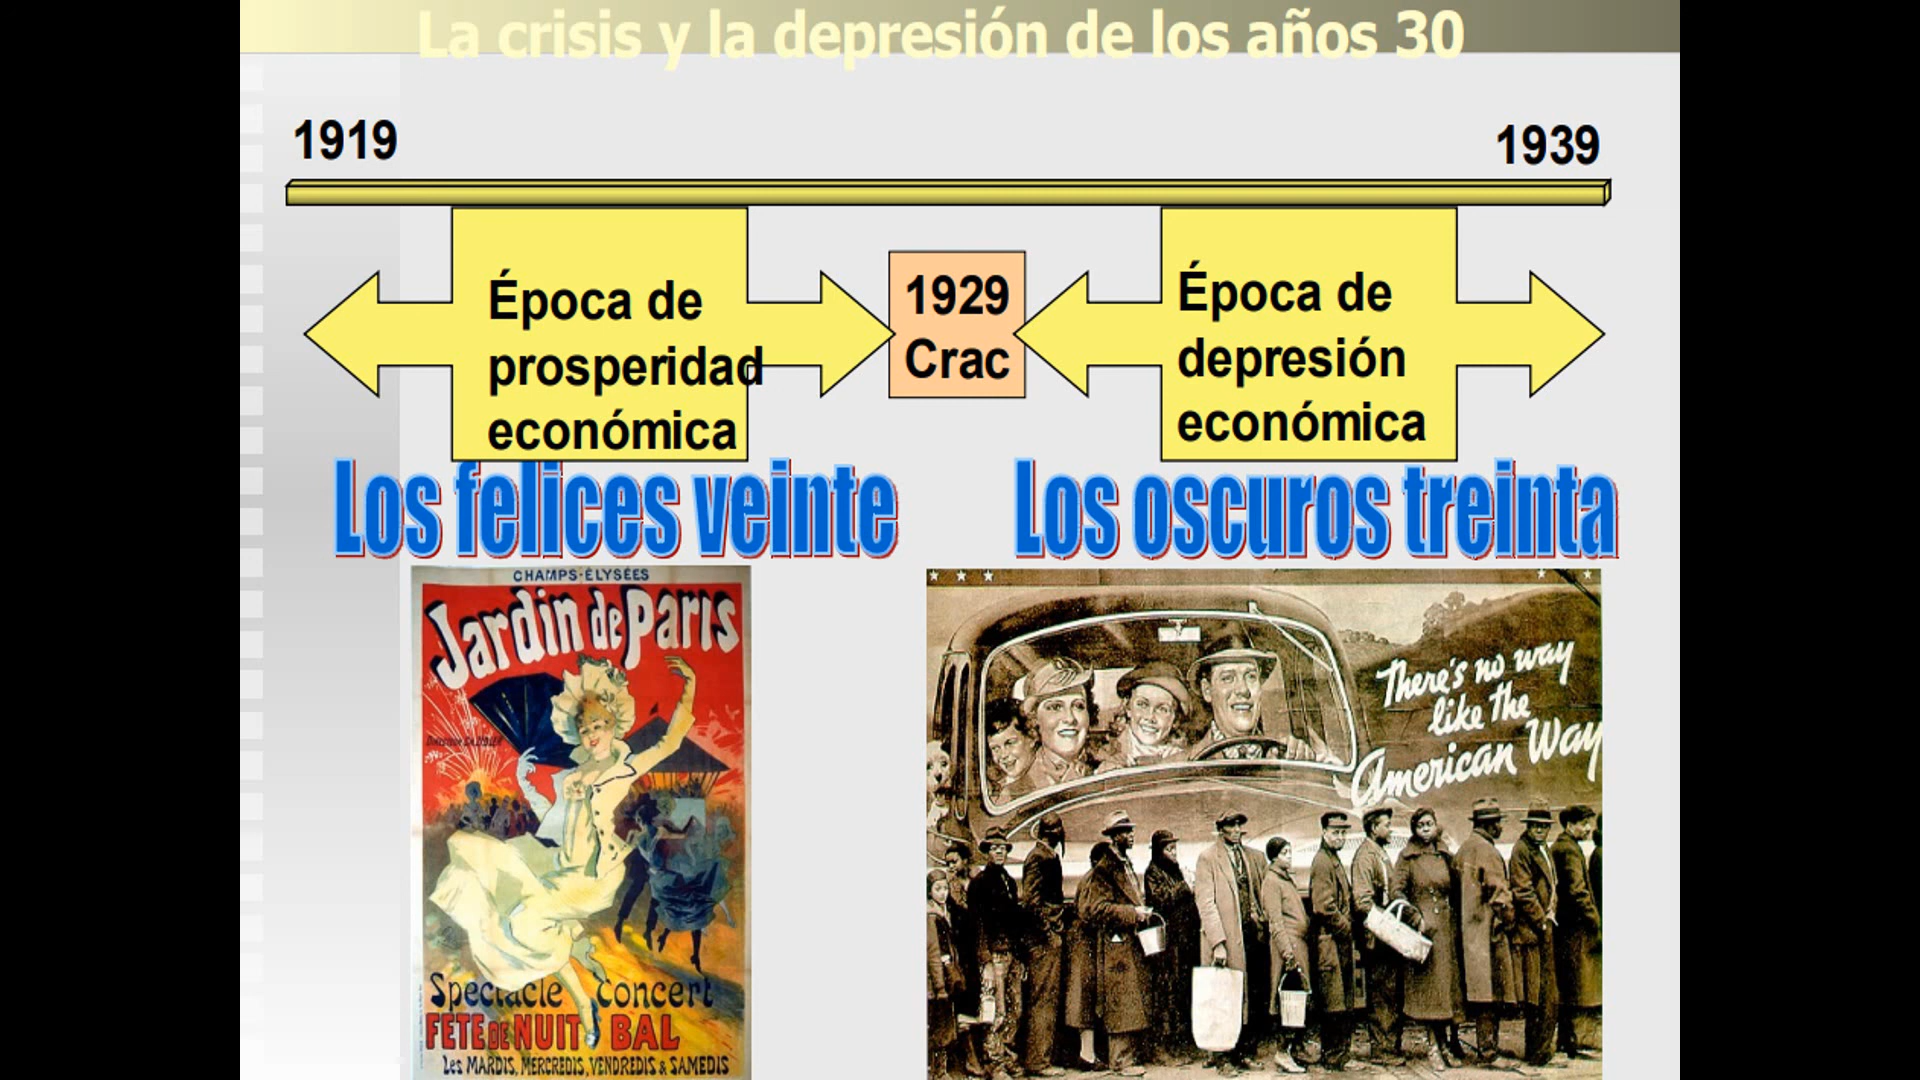 La crisis y la depresión de los años 30
1919
1939
Época de
prosperidad
económica
1929
Crac
Época de
depresión
económica
Los felices veinte
Los oscuros treinta
CHAMPS-ELYSÉES
Jardin de Paris
Spectacle Concert
FÊTE DE NUIT BAL
Les MARDIS, MERCREDIS, VENDREDIS & SAMEDIS
There's no way
like the
American Way